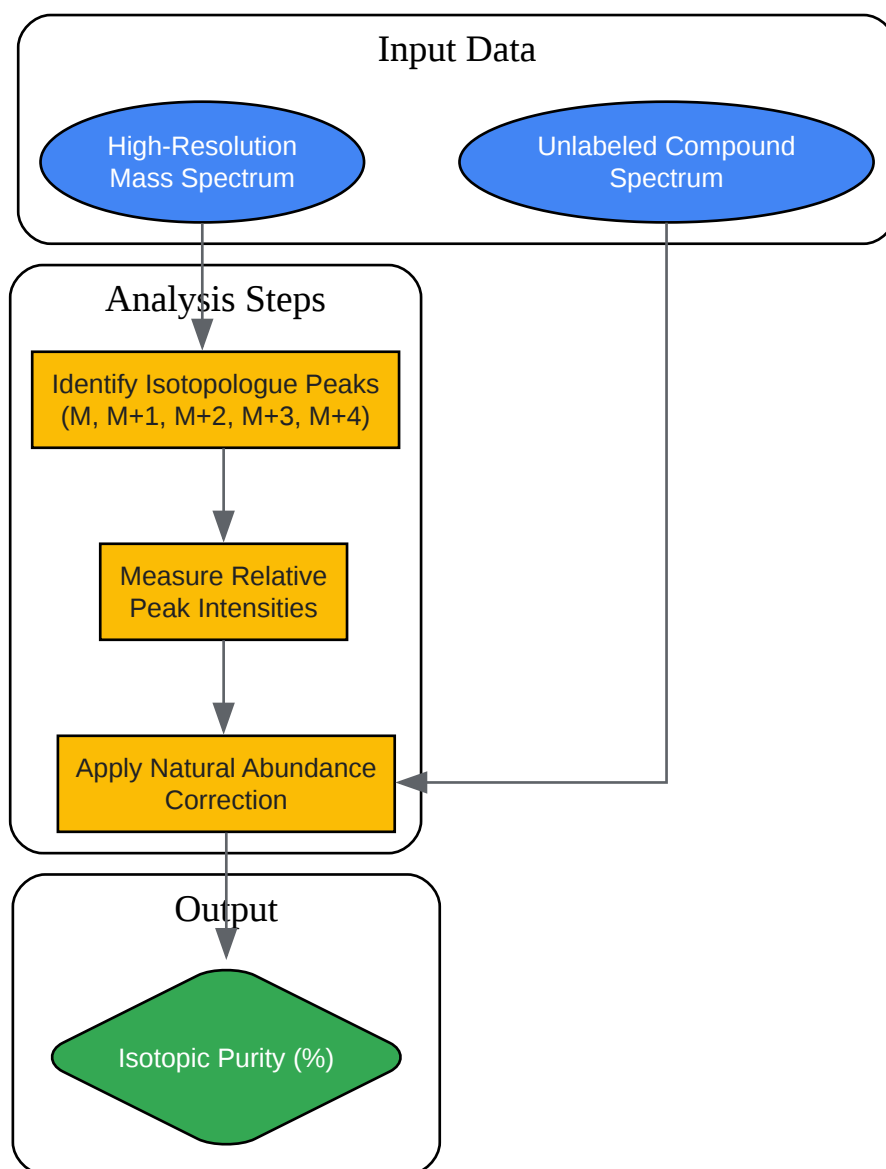 Input Data
High-Resolution
Mass Spectrum
Unlabeled Compound
Spectrum
Analysis Steps
Identify Isotopologue Peaks
(M, M+1, M+2, M+3, M+4)
Measure Relative
Peak Intensities
Apply Natural Abundance
Correction
Output
Isotopic Purity (%)